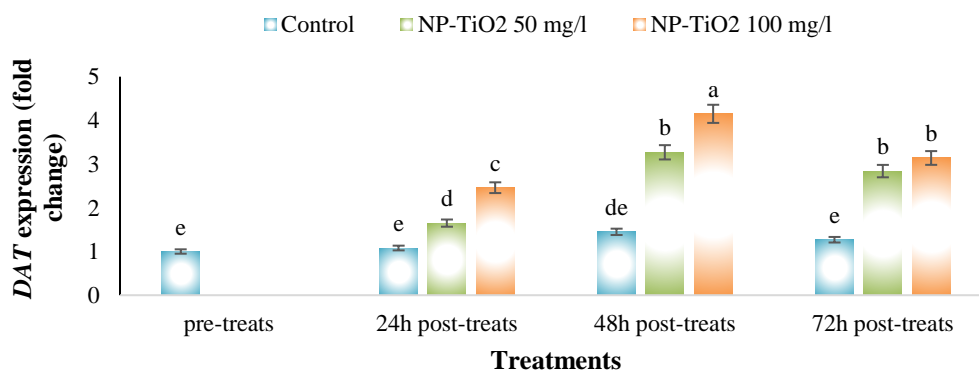 Control NP-TiO2 50 mg/l NP-TiO2 100 mg/l
DAT expression (fold
change)
5
4
3
2
1
0
e
e
d
c
de
b
a
e
b
b
pre-treats 24h post-treats 48h post-treats 72h post-treats
Treatments